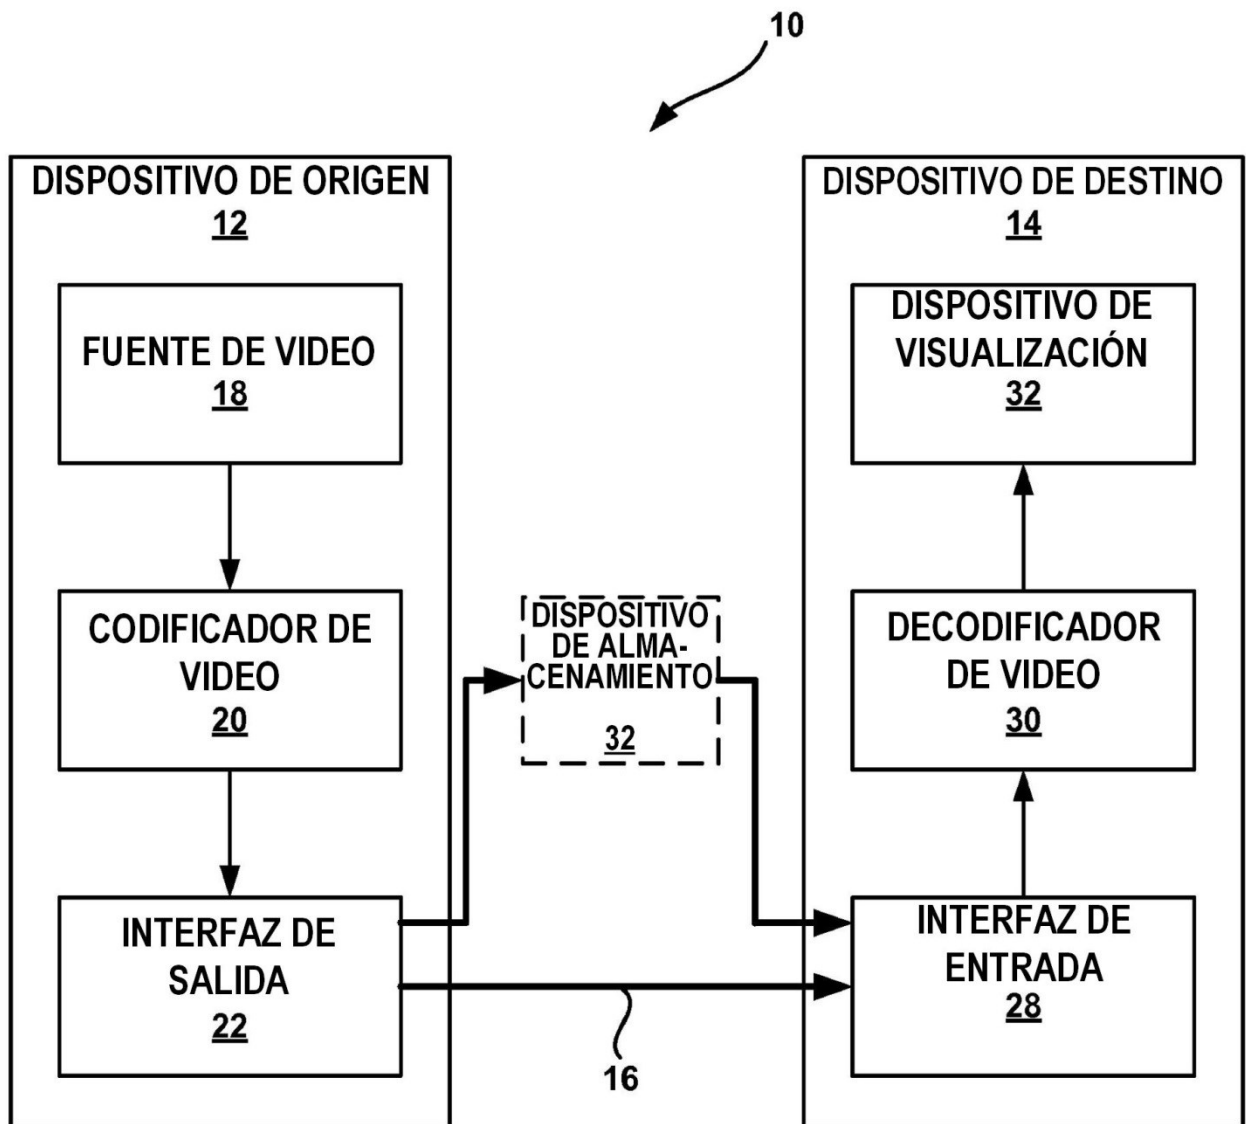 10
DISPOSITIVO DE ORIGEN
12
FUENTE DE VIDEO
18
CODIFICADOR DE
VIDEO
20
INTERFAZ DE
SALIDA
22
DISPOSITIVO
DE ALMA-
CENAMIENTO
32
16
DISPOSITIVO DE DESTINO
14
DISPOSITIVO DE
VISUALIZACIÓN
32
DECODIFICADOR
DE VIDEO
30
INTERFAZ DE
ENTRADA
28